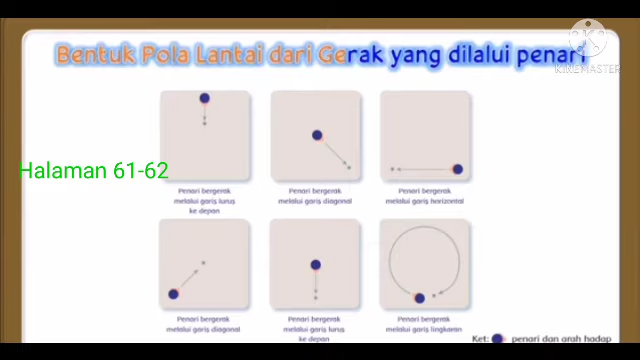 Bentuk Pola Lantai dari Gerak yang dilalui penari
KINEMASTER
Halaman 61-62
Penari bergerak
melalui garis lurus
ke depan
Penari bergerak
melalui garis diagonal
Penari bergerak
melalui garis horizontal
Penari bergerak
melalui garis diagonal
Penari bergerak
melalui garis lurus
ke depan
Penari bergerak
melalui garis lingkaran
Ket: penari dan arah hadap